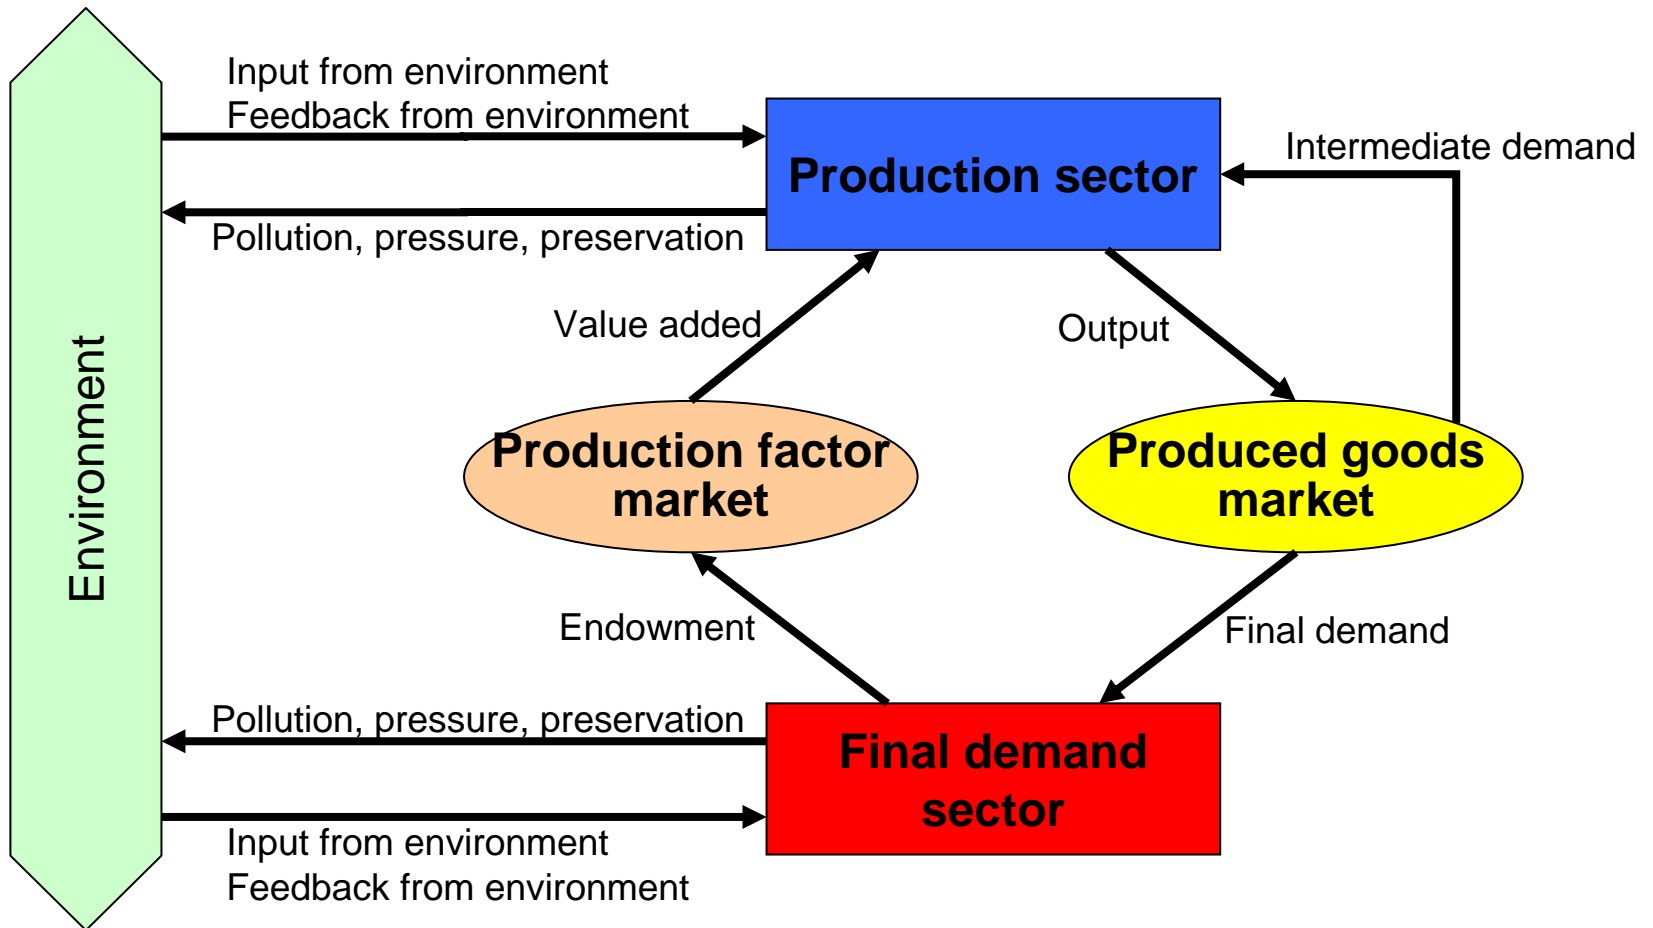 Input from environment
Feedback from environment
Intermediate demand
Production sector
Pollution, pressure, preservation
Value added
Output
Environment
Production factor
market
Produced goods
market
Endowment
Final demand
Pollution, pressure, preservation
Final demand
sector
Input from environment
Feedback from environment